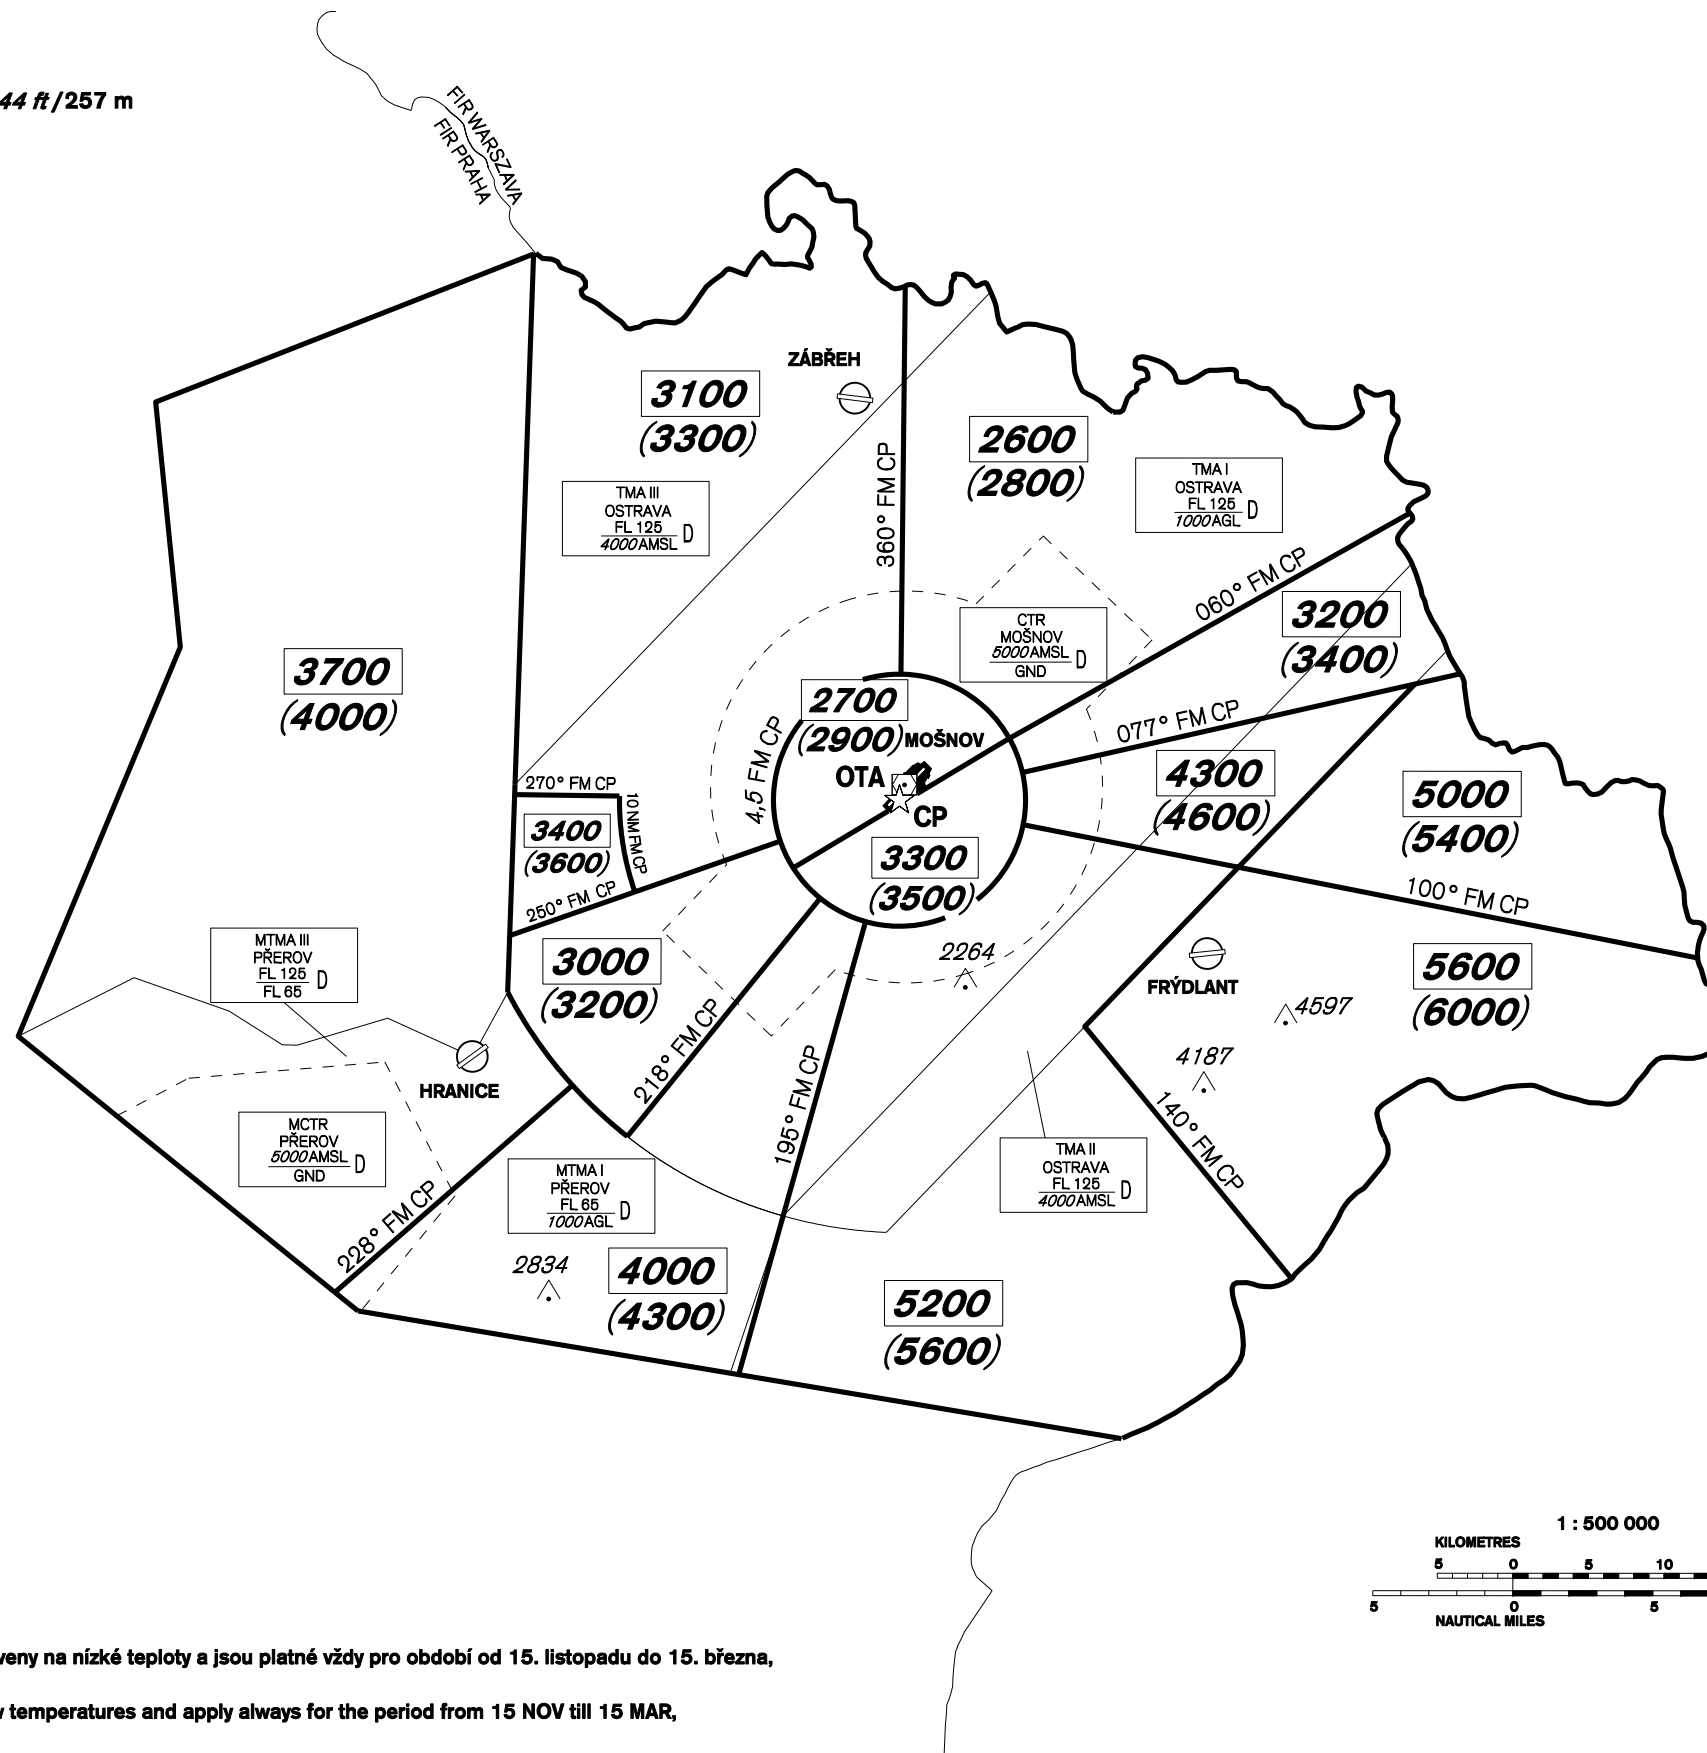 44 ft/257 m
FIR WARSZAVA
FIR PRAHA
ZÁBŘEH
3100
(3300)
360° FM CP
2600
(2800)
TMA I
OSTRAVA
FL 125
1000 AGL
D
TMA III
OSTRAVA
FL 125
4000 AMSL
D
060° FM CP
3200
(3400)
CTR
MOŠNOV
5000 AMSL
GND
D
3700
(4000)
2700
(2900)
MOŠNOV
4,5 FM CP
077° FM CP
OTA
CP
270° FM CP
10 NM FM CP
3400
(3600)
250° FM CP
4300
(4600)
5000
(5400)
3300
(3500)
100° FM CP
MTMA III
PŘEROV
FL 125
FL 65
D
3000
(3200)
2264
FRÝDLANT
5600
(6000)
4597
4187
HRANICE
218° FM CP
195° FM CP
140° FM CP
MCTR
PŘEROV
5000 AMSL
GND
D
228° FM CP
MTMA I
PŘEROV
FL 65
1000 AGL
D
TMA II
OSTRAVA
FL 125
4000 AMSL
D
2834
4000
(4300)
5200
(5600)
1 : 500 000
KILOMETRES
5 0 5 10
5 0 5
NAUTICAL MILES
veny na nízké teploty a jsou platné vždy pro období od 15. listopadu do 15. března,
temperatures and apply always for the period from 15 NOV till 15 MAR,